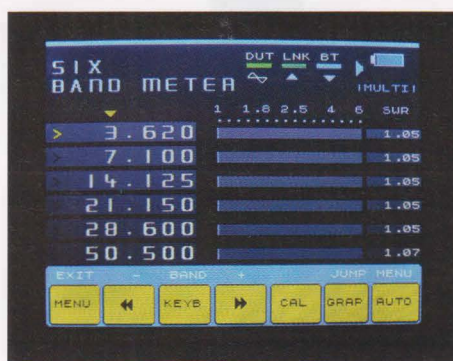 SIX DUT LNK BT
BAND METER !MULTI!
1 1.6 2.5 4 6 SWR
> 3.620 1.05
> 7.100 1.05
> 14.125 1.05
21.150 1.05
28.600 1.05
50.500 1.07
EXIT - BAND + JUMP MENU
MENU KEYB CAL GRAP AUTO